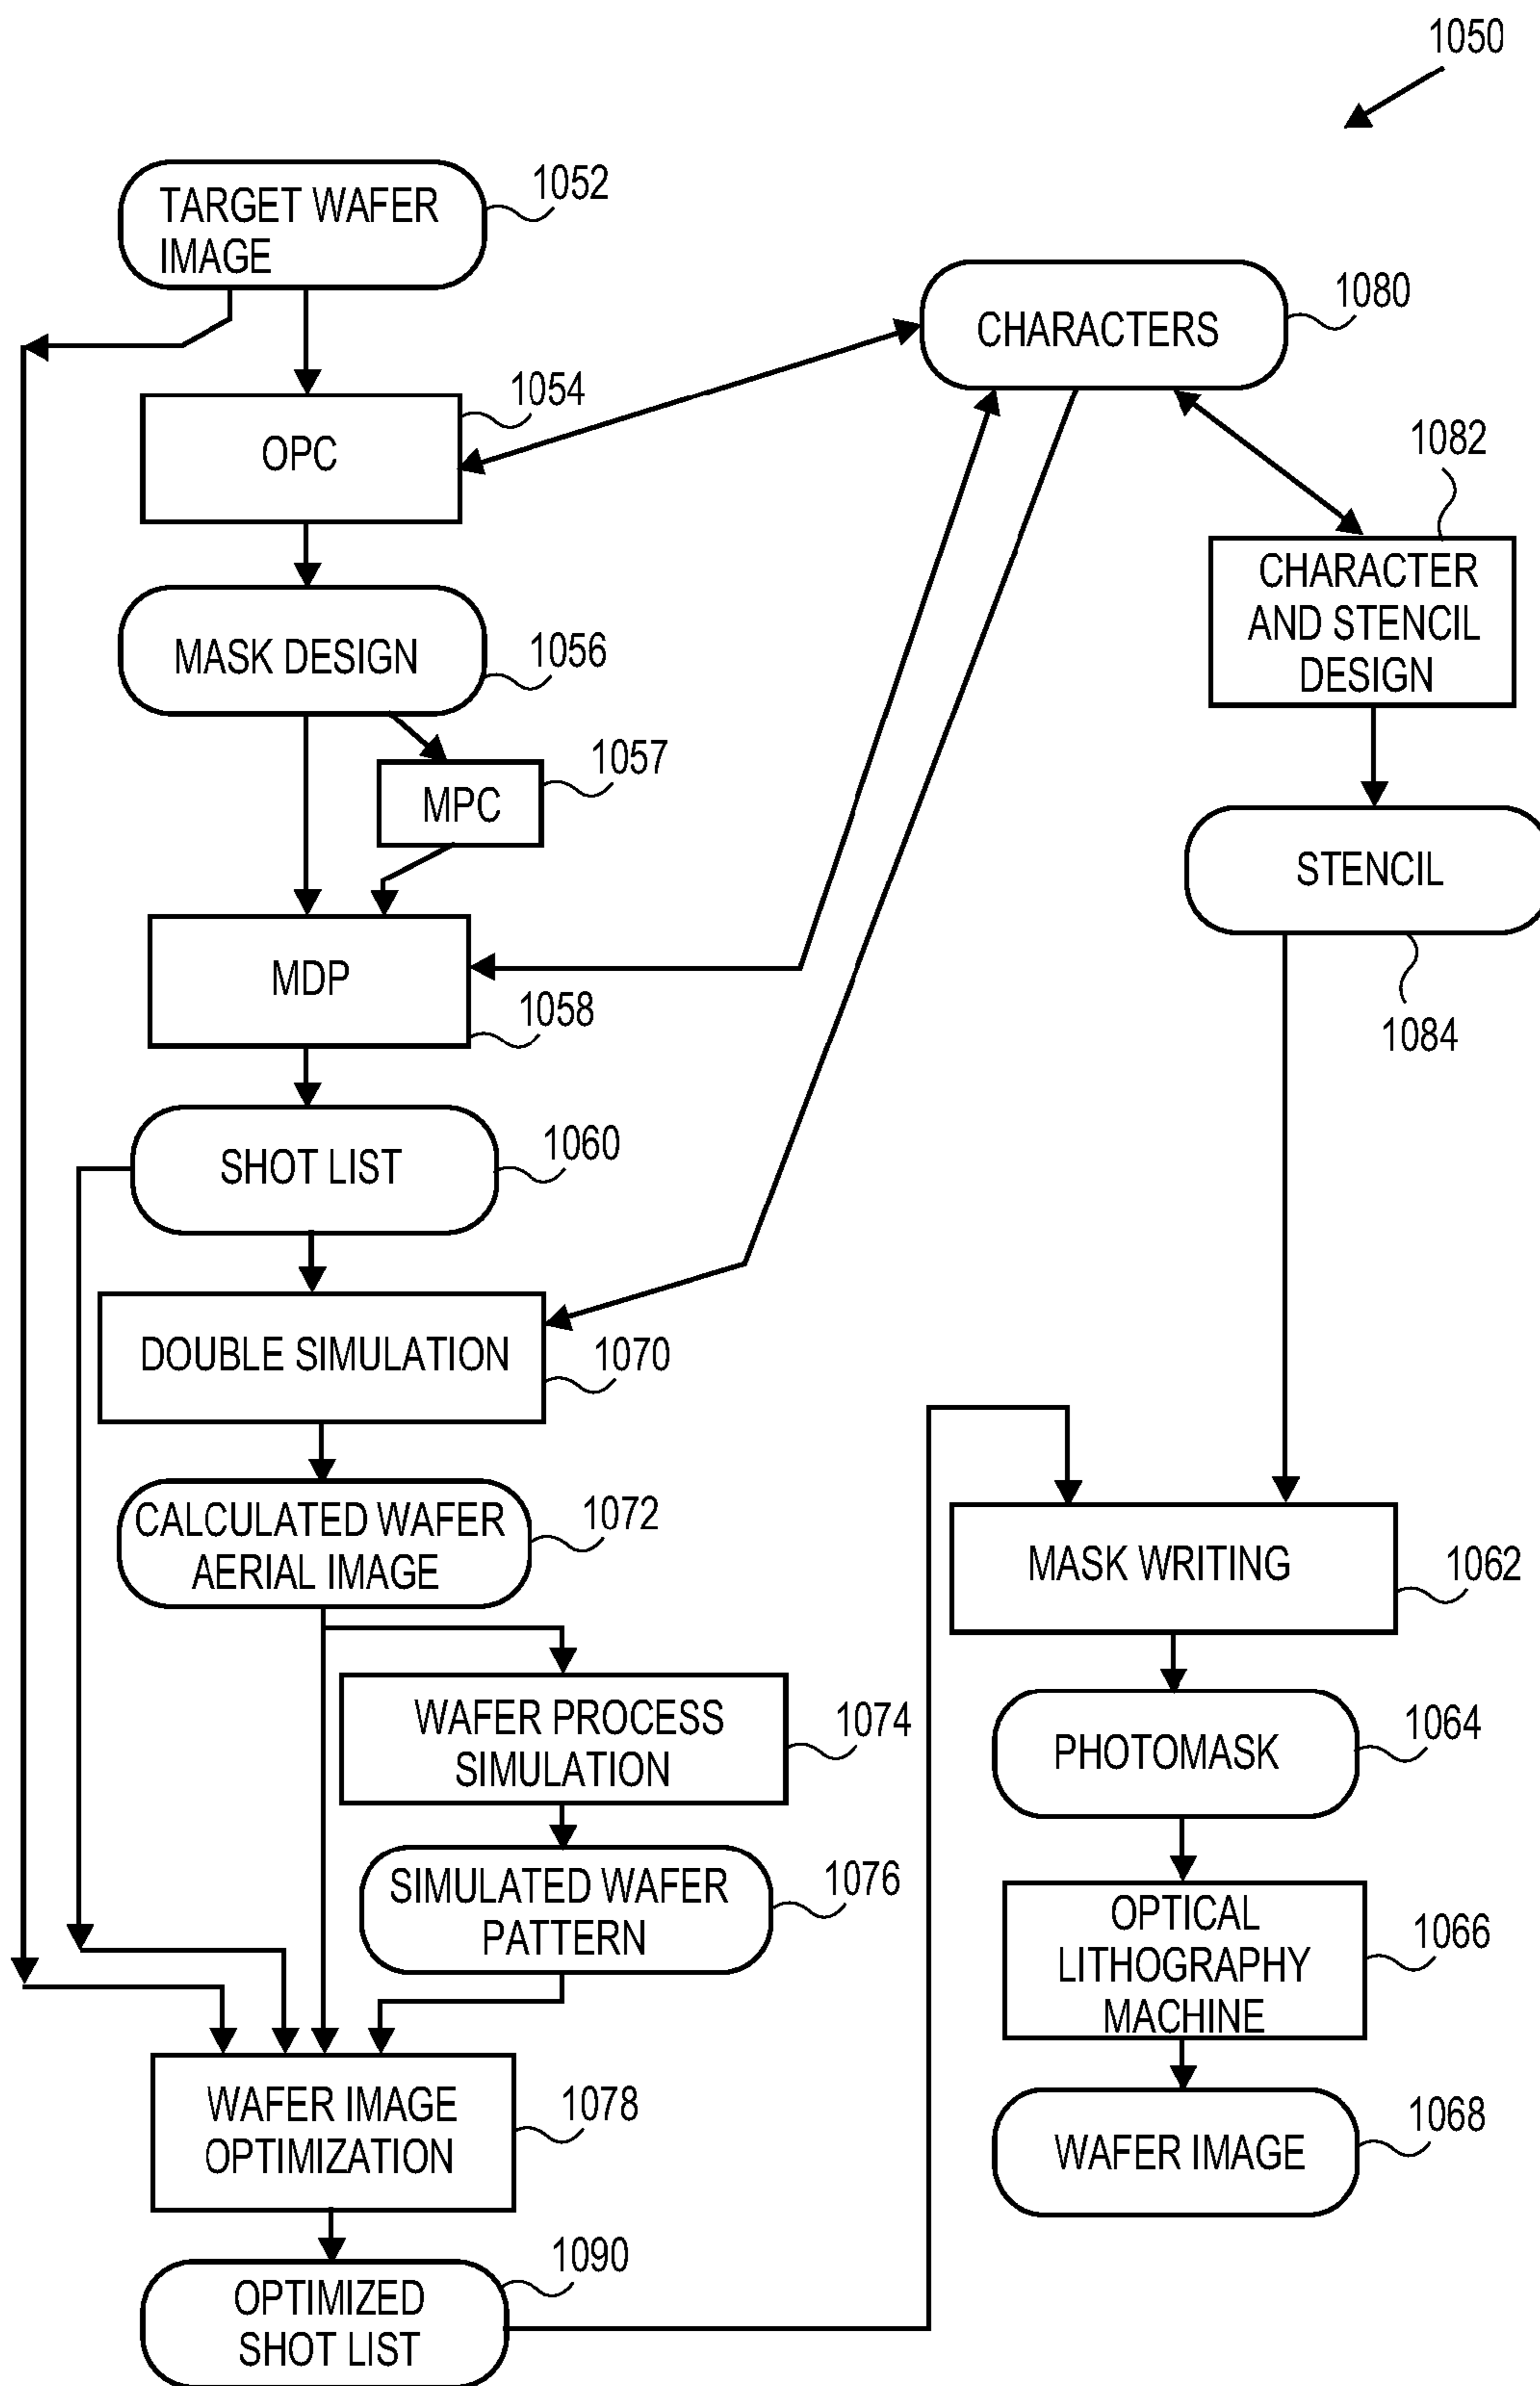 1050
TARGET WAFER
IMAGE
1052
CHARACTERS
1080
OPC
1054
1082
CHARACTER
AND STENCIL
DESIGN
MASK DESIGN
1056
MPC
1057
STENCIL
1084
MDP
1058
SHOT LIST
1060
DOUBLE SIMULATION
1070
CALCULATED WAFER
AERIAL IMAGE
1072
MASK WRITING
1062
WAFER PROCESS
SIMULATION
1074
PHOTOMASK
1064
SIMULATED WAFER
PATTERN
1076
OPTICAL
LITHOGRAPHY
MACHINE
1066
WAFER IMAGE
OPTIMIZATION
1078
WAFER IMAGE
1068
OPTIMIZED
SHOT LIST
1090